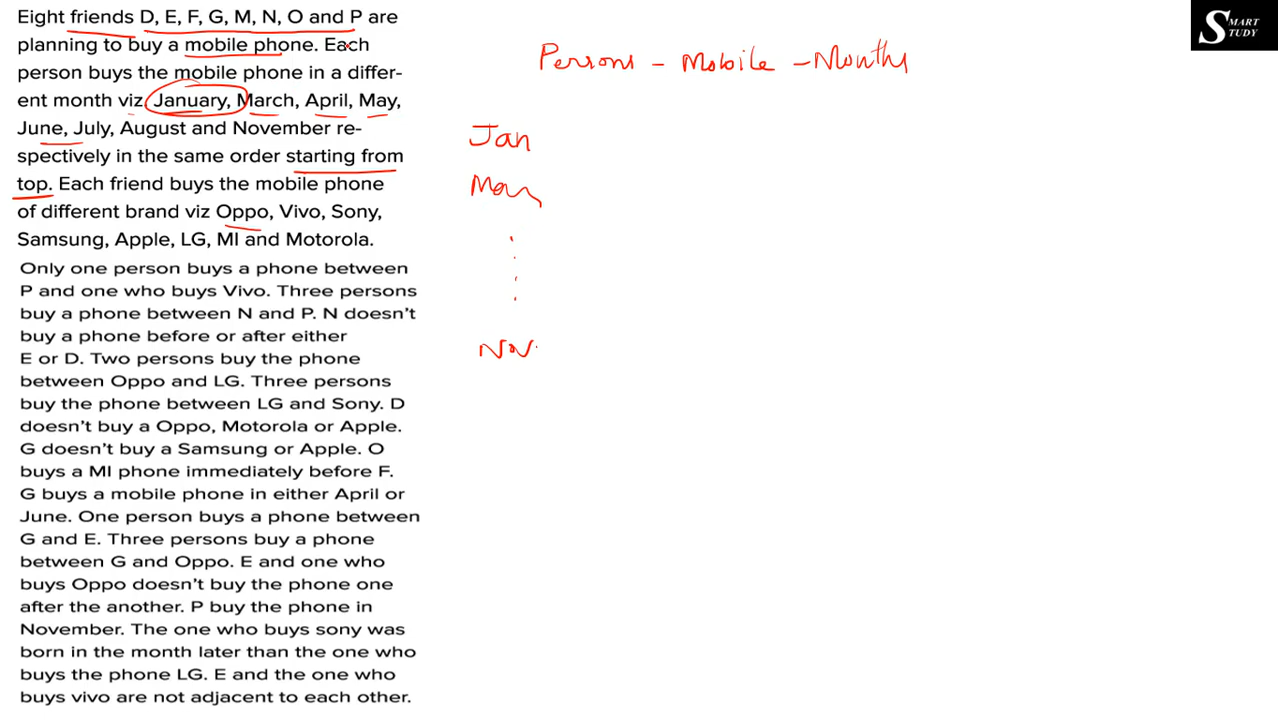 Eight friends D, E, F, G, M, N, O and P are
planning to buy a mobile phone. Each
person buys the mobile phone in a differ-
ent month viz January, March, April, May,
June, July, August and November re-
spectively in the same order starting from
top. Each friend buys the mobile phone
of different brand viz Oppo, Vivo, Sony,
Samsung, Apple, LG, MI and Motorola.
Only one person buys a phone between
P and one who buys Vivo. Three persons
buy a phone between N and P. N doesn't
buy a phone before or after either
E or D. Two persons buy the phone
between Oppo and LG. Three persons
buy the phone between LG and Sony. D
doesn't buy a Oppo, Motorola or Apple.
G doesn't buy a Samsung or Apple. O
buys a MI phone immediately before F.
G buys a mobile phone in either April or
June. One person buys a phone between
G and E. Three persons buy a phone
between G and Oppo. E and one who
buys Oppo doesn't buy the phone one
after the another. P buy the phone in
November. The one who buys sony was
born in the month later than the one who
buys the phone LG. E and the one who
buys vivo are not adjacent to each other.
Persons - Mobile - Months
Jan
Mar
Nov.
SMART
STUDY